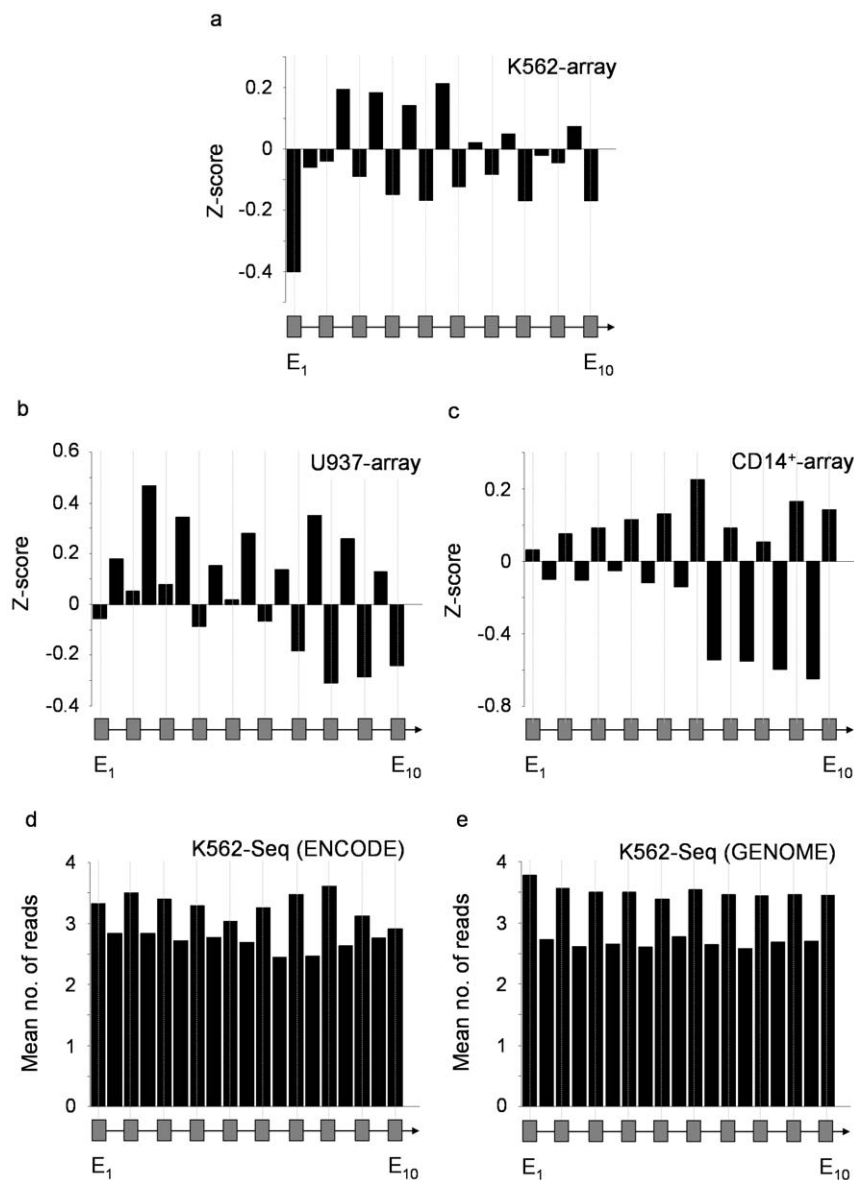 a
K562-array
Z-score
0.2
0
-0.2
-0.4
E1
E10
b
U937-array
Z-score
0.6
0.4
0.2
0
-0.2
-0.4
E1
E10
c
CD14+-array
Z-score
0.2
0
-0.4
-0.8
E1
E10
d
K562-Seq (ENCODE)
Mean no. of reads
4
3
2
1
0
E1
E10
e
K562-Seq (GENOME)
Mean no. of reads
4
3
2
1
0
E1
E10